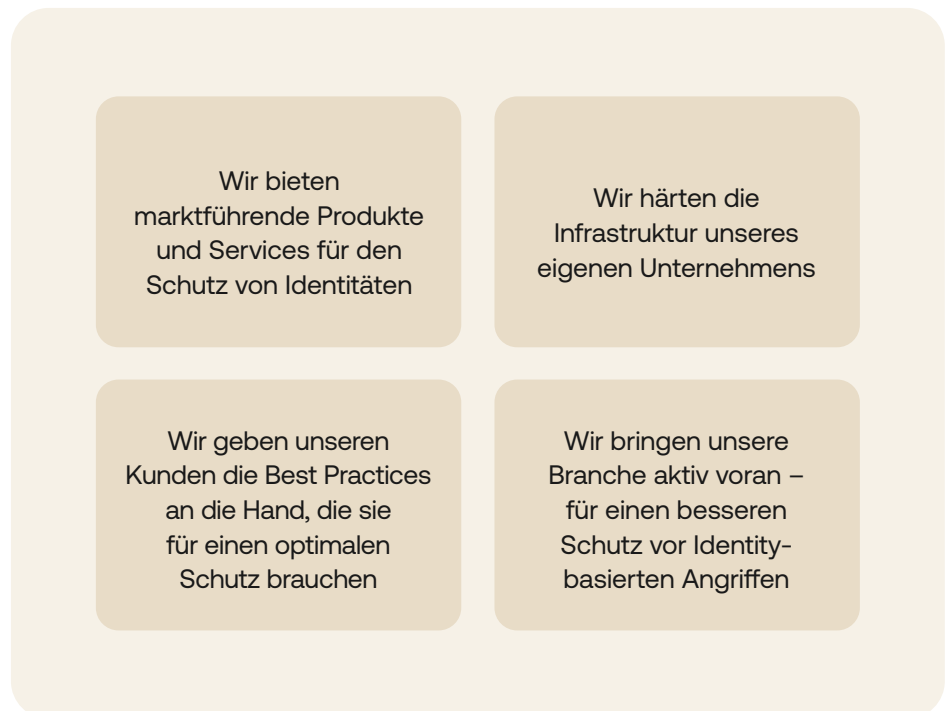 Wir bieten
marktführende Produkte
und Services für den
Schutz von Identitäten
Wir härten die
Infrastruktur unseres
eigenen Unternehmens
Wir geben unseren
Kunden die Best Practices
an die Hand, die sie
für einen optimalen
Schutz brauchen
Wir bringen unsere
Branche aktiv voran –
für einen besseren
Schutz vor Identity-
basierten Angriffen